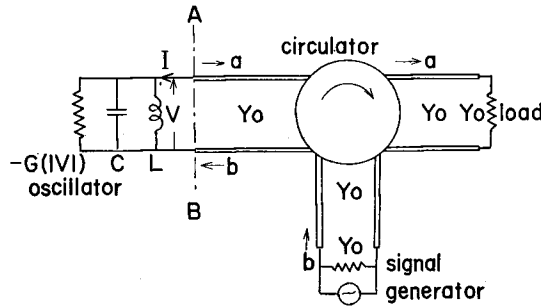 A
circulator
I
→ a
→ a
V
Yo
Yo
Yo
load
-G(|V|)
C
L
← b
oscillator
B
Yo
Yo
b
signal
generator